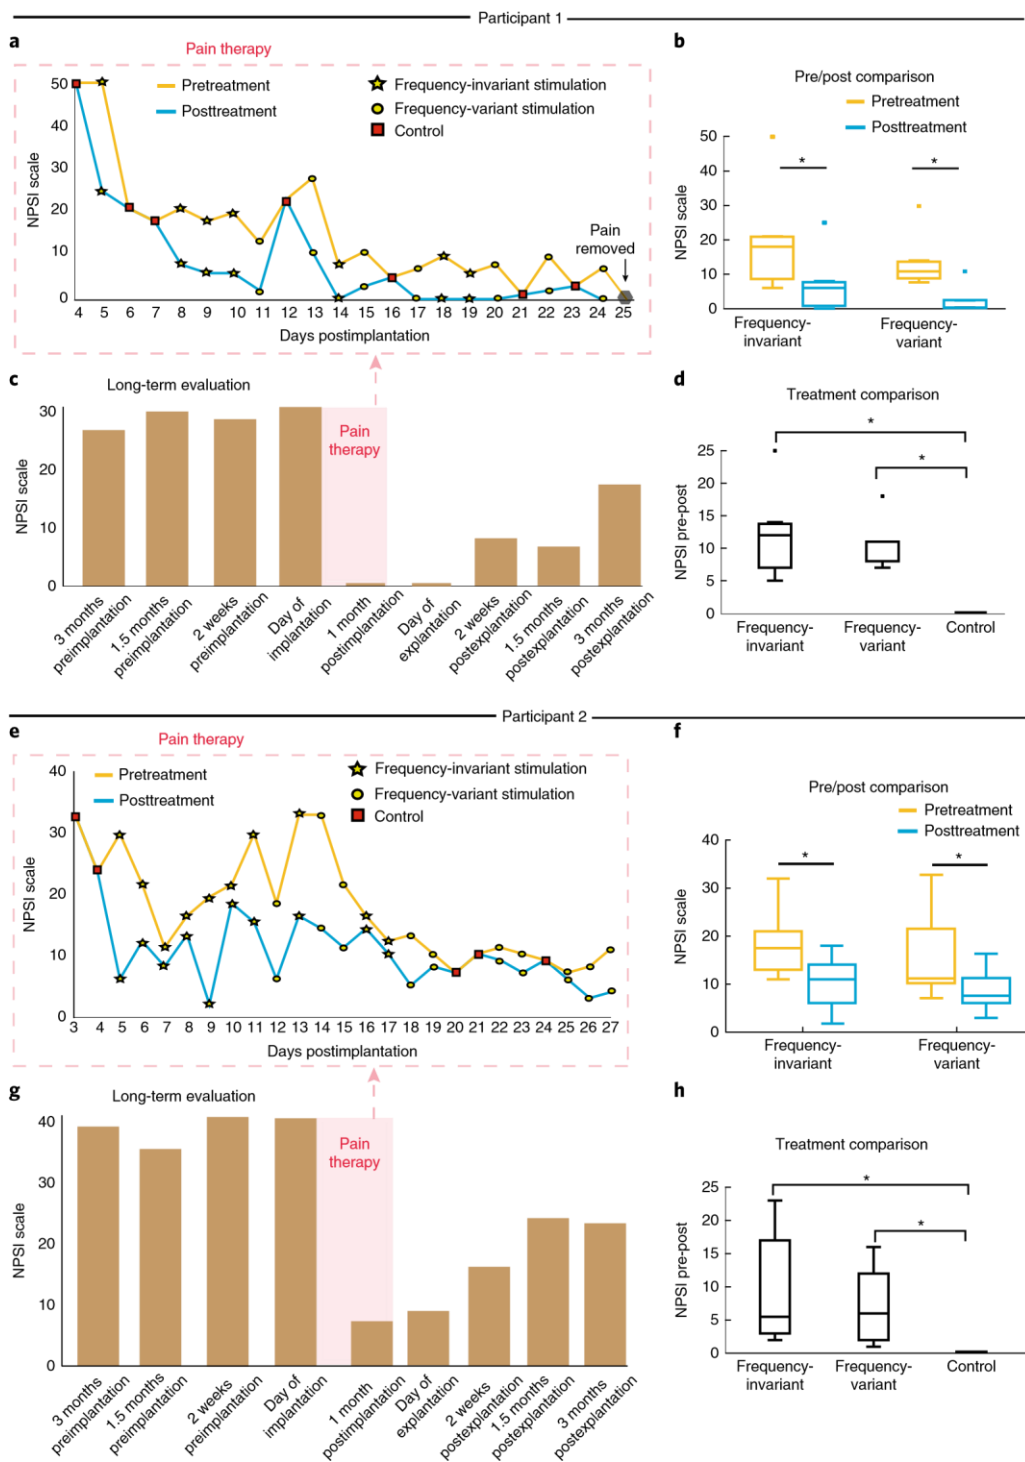 Participant 1
a
Pain therapy
50
40
30
20
10
0
NPSI scale
Pretreatment
Posttreatment
Frequency-invariant stimulation
Frequency-variant stimulation
Control
Pain
removed
4 5 6 7 8 9 10 11 12 13 14 15 16 17 18 19 20 21 22 23 24 25
Days postimplantation
b
Pre/post comparison
Pretreatment
Posttreatment
50
40
30
20
10
0
NPSI scale
*
*
Frequency-
invariant
Frequency-
variant
c
Long-term evaluation
30
20
10
0
NPSI scale
Pain
therapy
3 months
preimplantation
1.5 months
preimplantation
2 weeks
preimplantation
Day of
implantation
1 month
postimplantation
Day of
explantation
2 weeks
postexplantation
1.5 months
postexplantation
3 months
postexplantation
d
Treatment comparison
*
*
25
20
15
10
5
0
NPSI pre-post
Frequency-
invariant
Frequency-
variant
Control
Participant 2
e
Pain therapy
40
30
20
10
0
NPSI scale
Pretreatment
Posttreatment
Frequency-invariant stimulation
Frequency-variant stimulation
Control
3 4 5 6 7 8 9 10 11 12 13 14 15 16 17 18 19 20 21 22 23 24 25 26 27
Days postimplantation
f
Pre/post comparison
Pretreatment
Posttreatment
40
30
20
10
0
NPSI scale
*
*
Frequency-
invariant
Frequency-
variant
g
Long-term evaluation
40
30
20
10
0
NPSI scale
Pain
therapy
3 months
preimplantation
1.5 months
preimplantation
2 weeks
preimplantation
Day of
implantation
1 month
postimplantation
Day of
explantation
2 weeks
postexplantation
1.5 months
postexplantation
3 months
postexplantation
h
Treatment comparison
*
*
25
20
15
10
5
0
NPSI pre-post
Frequency-
invariant
Frequency-
variant
Control